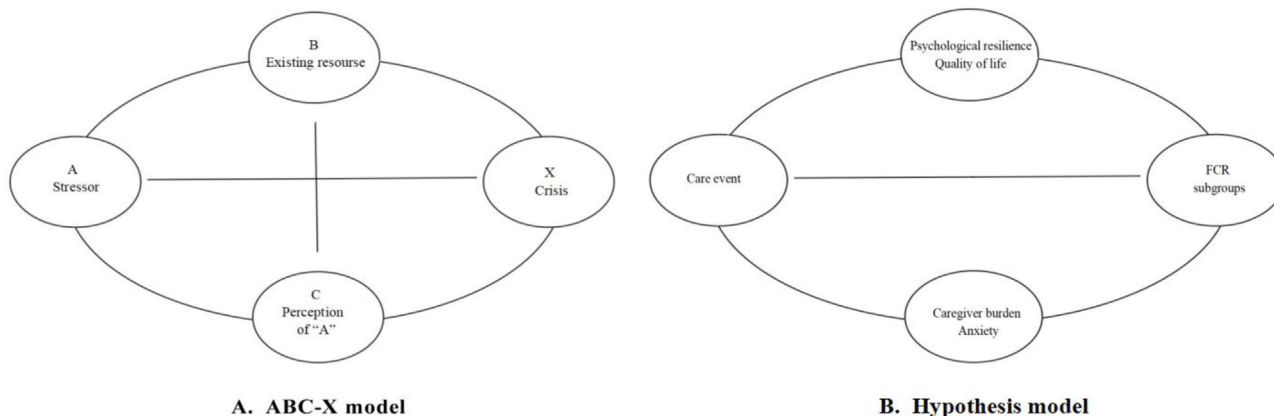 B
Existing resourse
A
Stressor
X
Crisis
C
Perception
of “A”
A. ABC-X model
Psychological resilience
Quality of life
Care event
FCR
subgroups
Caregiver burden
Anxiety
B. Hypothesis model